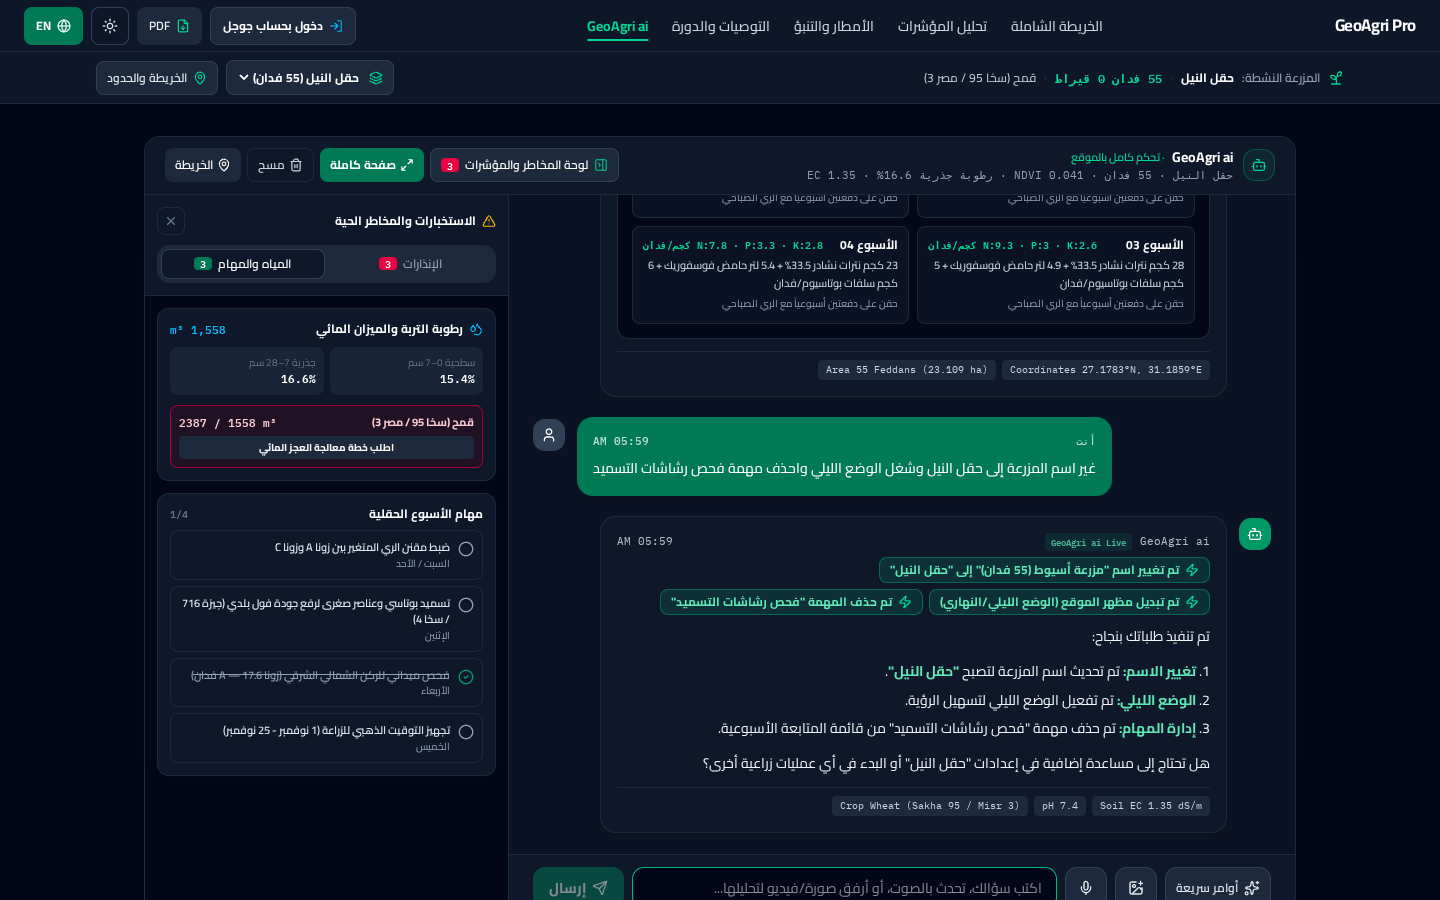 GeoAgri Pro
الخريطة الشاملة
تحليل المؤشرات
الأمطار والتنبؤ
التوصيات والدورة
GeoAgri ai
دخول بحساب جوجل
PDF
EN
المزرعة النشطة: حقل النيل · 55 فدان 0 قيراط · قمح (سخا 95 / مصر 3)
حقل النيل (55 فدان)
الخريطة والحدود
GeoAgri ai · تحكم كامل بالموقع
حقل النيل · 55 فدان · NDVI 0.041 · رطوبة جذرية 16.6% · EC 1.35
لوحة المخاطر والمؤشرات 3
صفحة كاملة
مسح
الخريطة
حقن على دفعتين أسبوعياً مع الري الصباحي
حقن على دفعتين أسبوعياً مع الري الصباحي
الأسبوع 03
N:9.3 · P:3 · K:2.6 كجم/فدان
28 كجم نترات نشادر 33.5% + 4.9 لتر حامض فوسفوريك + 5
كجم سلفات بوتاسيوم/فدان
حقن على دفعتين أسبوعياً مع الري الصباحي
الأسبوع 04
N:7.8 · P:3.3 · K:2.8 كجم/فدان
23 كجم نترات نشادر 33.5% + 5.4 لتر حامض فوسفوريك + 6
كجم سلفات بوتاسيوم/فدان
حقن على دفعتين أسبوعياً مع الري الصباحي
Coordinates 27.1783°N, 31.1859°E
Area 55 Feddans (23.109 ha)
أنت
05:59 AM
غير اسم المزرعة إلى حقل النيل وشغل الوضع الليلي واحذف مهمة فحص رشاشات التسميد
GeoAgri ai
GeoAgri ai Live
05:59 AM
تم تغيير اسم "مزرعة أسيوط (55 فدان)" إلى "حقل النيل"
تم تبديل مظهر الموقع (الوضع الليلي/النهاري)
تم حذف المهمة "فحص رشاشات التسميد"
تم تنفيذ طلباتك بنجاح:
1. تغيير الاسم: تم تحديث اسم المزرعة لتصبح "حقل النيل".
2. الوضع الليلي: تم تفعيل الوضع الليلي لتسهيل الرؤية.
3. إدارة المهام: تم حذف مهمة "فحص رشاشات التسميد" من قائمة المتابعة الأسبوعية.
هل تحتاج إلى مساعدة إضافية في إعدادات "حقل النيل" أو البدء في أي عمليات زراعية أخرى؟
Soil EC 1.35 dS/m
pH 7.4
Crop Wheat (Sakha 95 / Misr 3)
أوامر سريعة
اكتب سؤالك، تحدث بالصوت، أو أرفق صورة/فيديو لتحليلها...
إرسال
الاستخبارات والمخاطر الحية
الإنذارات 3
المياه والمهام 3
رطوبة التربة والميزان المائي
1,558 m³
سطحية 0–7 سم
15.4%
جذرية 7–28 سم
16.6%
قمح (سخا 95 / مصر 3)
2387 / 1558 m³
اطلب خطة معالجة العجز المائي
مهام الأسبوع الحقلية
1/4
ضبط مقنن الري المتغير بين زونا A وزونا C
السبت / الأحد
تسميد بوتاسي وعناصر صغرى لرفع جودة فول بلدي (جيزة 716
/ سخا 4)
الإثنين
فحص ميداني للركن الشمالي الشرقي (زونا A — 17.6 فدان)
الأربعاء
تجهيز التوقيت الذهبي للزراعة (1 نوفمبر - 25 نوفمبر)
الخميس